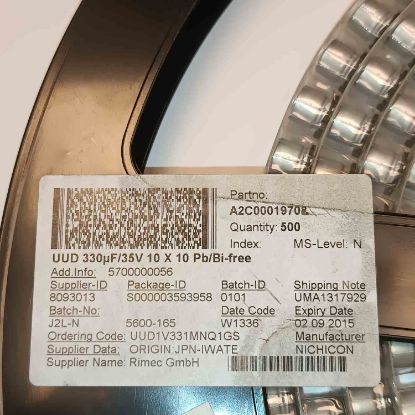 Partno:
A2C00019708
Quantity: 500
Index: MS-Level: N
UUD 330µF/35V 10 X 10 Pb/Bi-free
Add.Info: 5700000056
Supplier-ID Package-ID Batch-ID Shipping Note
8093013 S000003593958 0101 UMA1317929
Batch-No: Date Code Expiry Date
J2L-N 5600-165 W1336 02.09.2015
Ordering Code: UUD1V331MNQ1GS Manufacturer
Supplier Data: ORIGIN:JPN-IWATE NICHICON
Supplier Name: Rimec GmbH